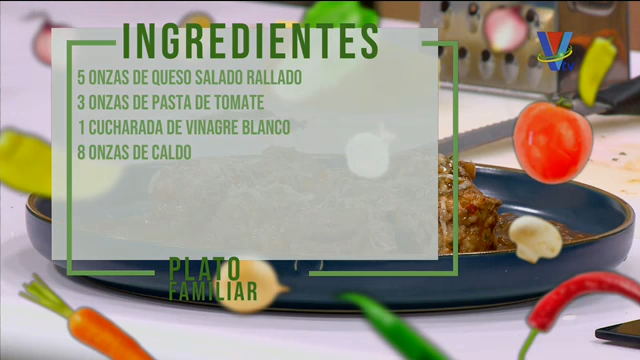 INGREDIENTES
5 ONZAS DE QUESO SALADO RALLADO
3 ONZAS DE PASTA DE TOMATE
1 CUCHARADA DE VINAGRE BLANCO
8 ONZAS DE CALDO
PLATO
FAMILIAR